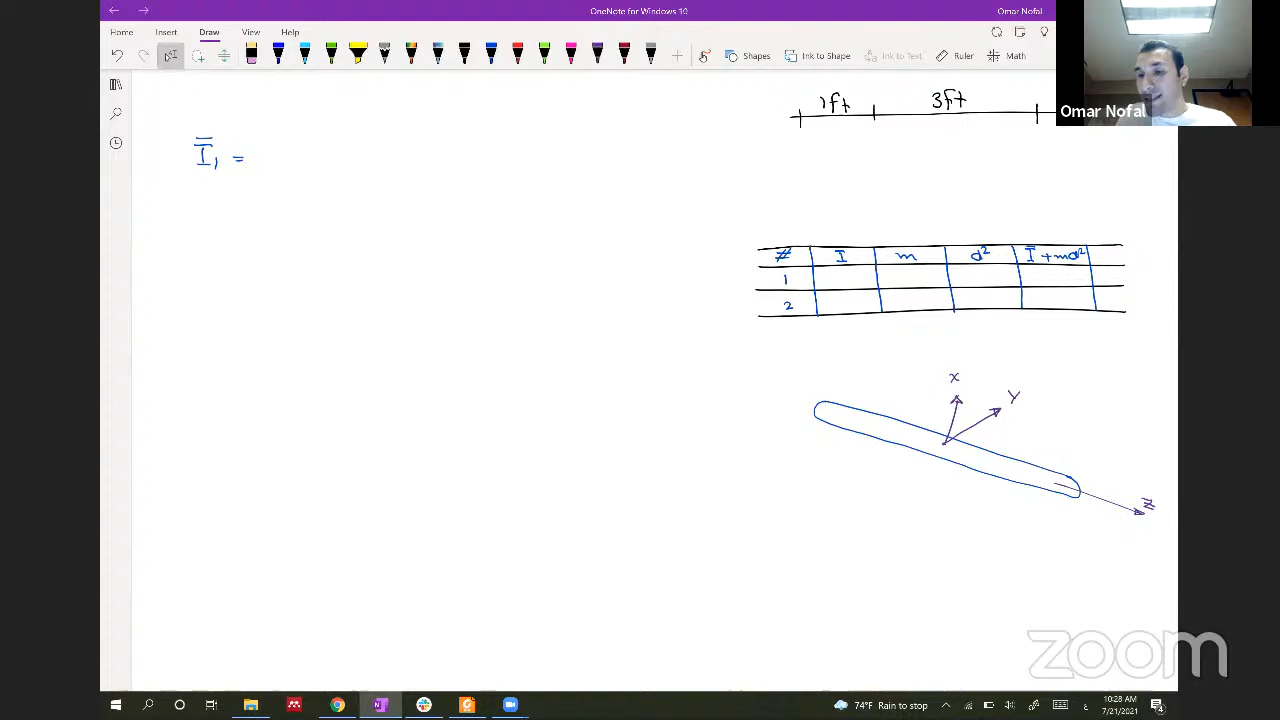 OneNote for Windows 10
Omar Nofal
Home Insert Draw View Help
Shapes Ink to Shape Ink to Text Ruler Math
Omar Nofal
1ft 3ft
I̿₁ =
# I m d² Ī + md²
1
2
x
y
z
zoom
74°F Rain to stop
10:28 AM
7/21/2021